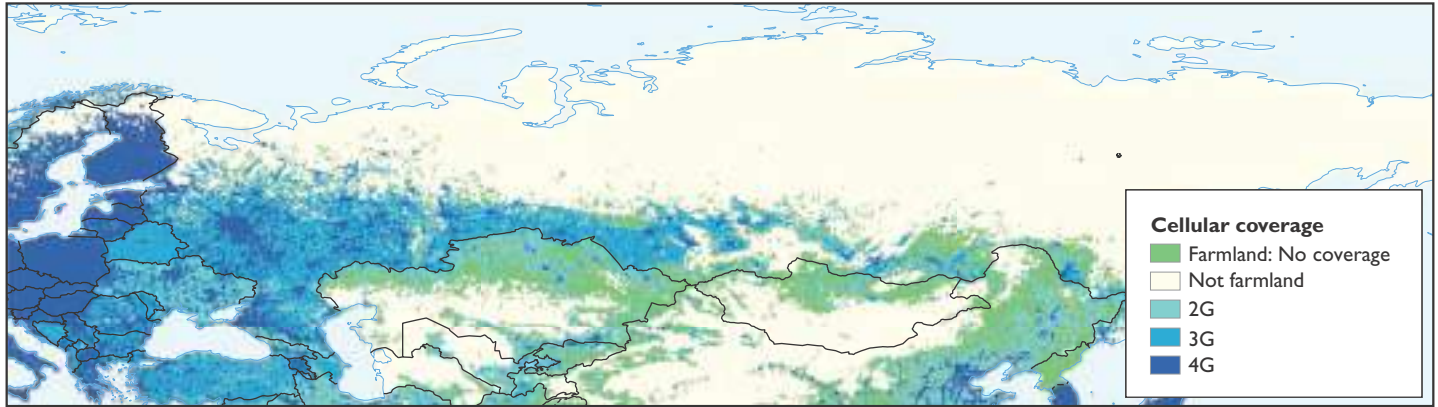 Cellular coverage
Farmland: No coverage
Not farmland
2G
3G
4G